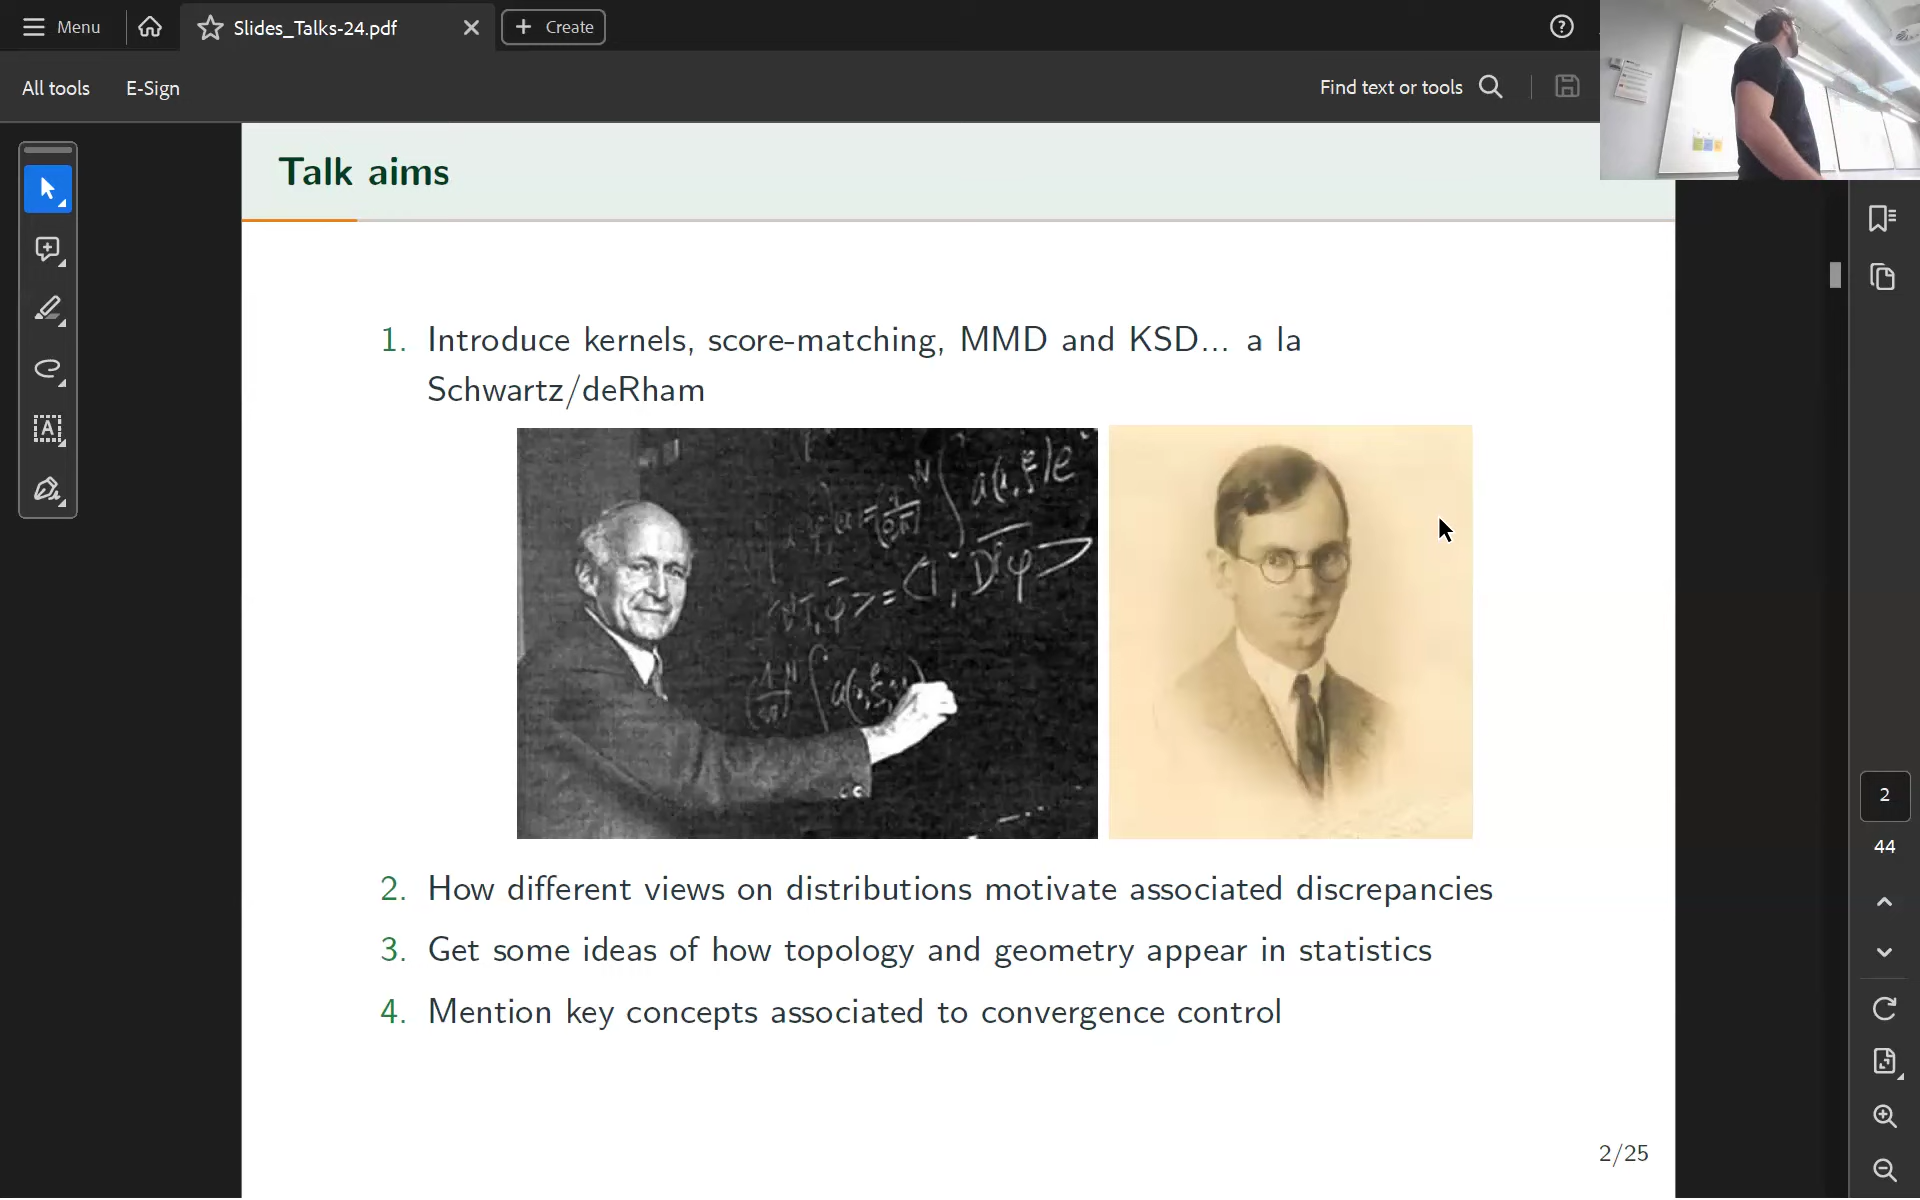 Menu
Slides_Talks-24.pdf
Create
All tools
E-Sign
Find text or tools
Talk aims
1. Introduce kernels, score-matching, MMD and KSD... a la
Schwartz/deRham
2. How different views on distributions motivate associated discrepancies
3. Get some ideas of how topology and geometry appear in statistics
4. Mention key concepts associated to convergence control
2/25
2
44